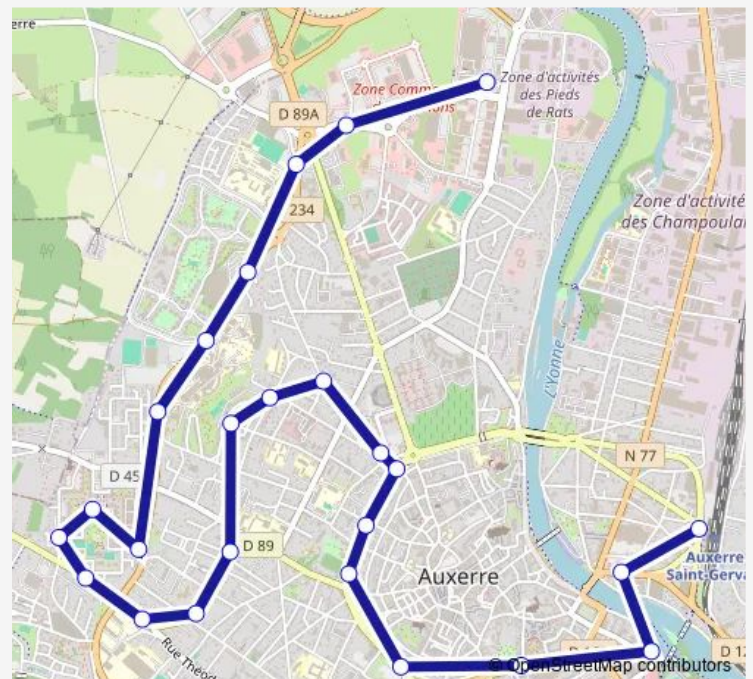 erre
Zone d'activités
des Pieds
de Rats
Zone Comm
ons
D 89A
Zone d'activité
des Champoulai
234
L'Yonne
N 77
D 45
D 89
Auxerre
Saint-Gerva
Auxerre
Rue Théod
D 12
© OpenStreetMap contributors